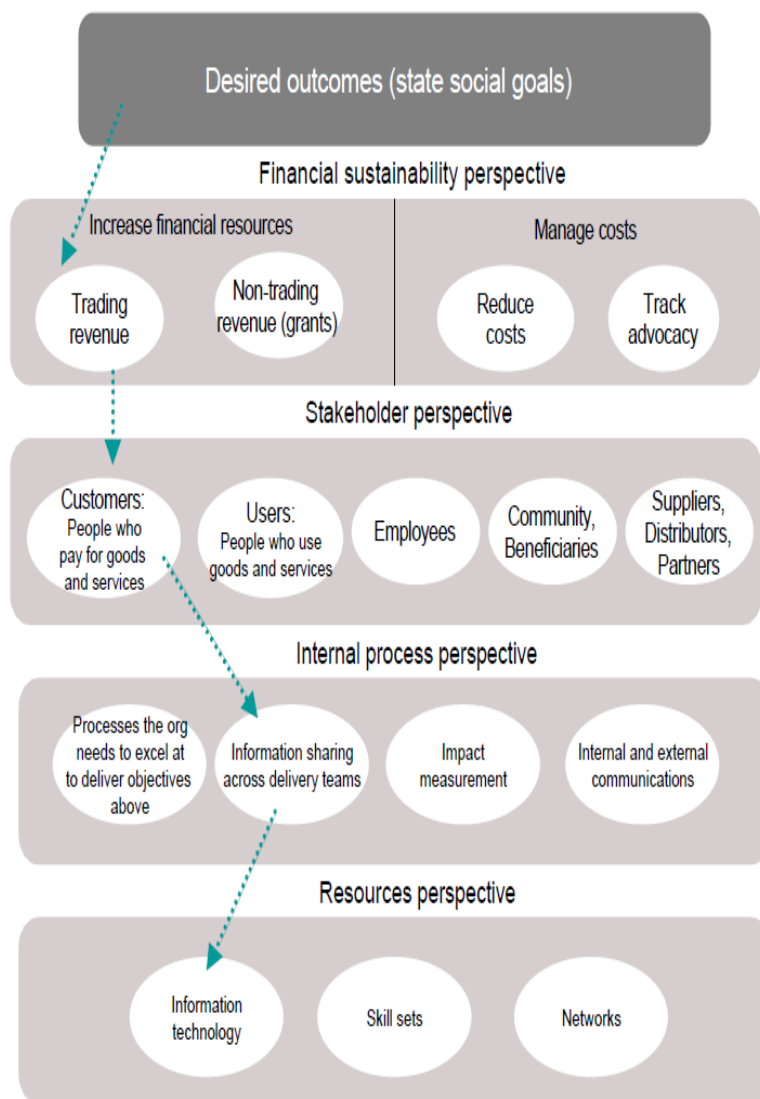 Desired outcomes (state social goals)
Financial sustainability perspective
Increase financial resources
Manage costs
Trading
revenue
Non-trading
revenue (grants)
Reduce
costs
Track
advocacy
Stakeholder perspective
Customers:
People who
pay for goods
and services
Users:
People who use
goods and services
Employees
Community,
Beneficiaries
Suppliers,
Distributors,
Partners
Internal process perspective
Processes the org
needs to excel at
to deliver objectives
above
Information sharing
across delivery teams
Impact
measurement
Internal and external
communications
Resources perspective
Information
technology
Skill sets
Networks